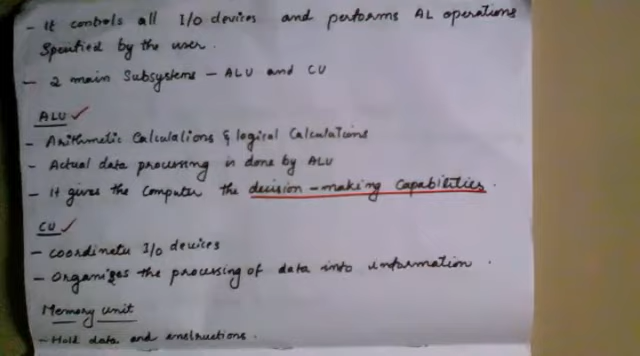 - It controls all I/o devices and performs AL operations
Specified by the user.
- 2 main Subsystems - ALU and CU
ALU ✓
- Arithmetic Calculations & logical Calculations
- Actual data processing is done by ALU
- It gives the computer the decision-making Capabilities.
CU ✓
- coordinate I/o devices
- Organizes the processing of data into information.
Memory unit
- Hold data and instructions.